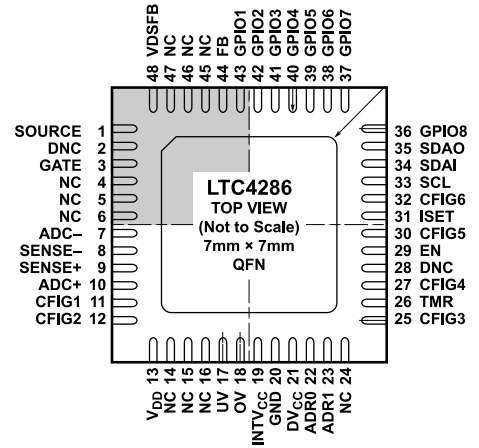 48 VDSFB
47 NC
46 NC
45 NC
44 FB
43 GPIO1
42 GPIO2
41 GPIO3
40 GPIO4
39 GPIO5
38 GPIO6
37 GPIO7
SOURCE 1
DNC 2
GATE 3
NC 4
NC 5
NC 6
ADC– 7
SENSE– 8
SENSE+ 9
ADC+ 10
CFIG1 11
CFIG2 12
LTC4286
TOP VIEW
(Not to Scale)
7mm × 7mm
QFN
36 GPIO8
35 SDAO
34 SDAI
33 SCL
32 CFIG6
31 ISET
30 CFIG5
29 EN
28 DNC
27 CFIG4
26 TMR
25 CFIG3
VDD 13
NC 14
NC 15
NC 16
UV 17
OV 18
INTVCC 19
GND 20
DVCC 21
ADR0 22
ADR1 23
NC 24